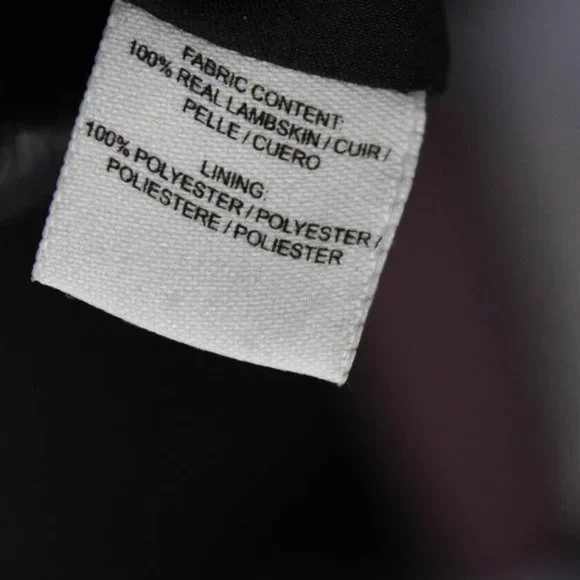 FABRIC CONTENT:
100% REAL LAMBSKIN / CUIR /
PELLE / CUERO
LINING:
100% POLYESTER / POLYESTER /
POLIESTERE / POLIESTER